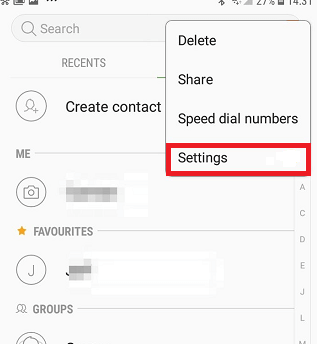 27% 14:31
Search
Delete
RECENTS
Share
Create contact
Speed dial numbers
ME
Settings
A
C
FAVOURITES
D
E
J
J
GROUPS
L
M